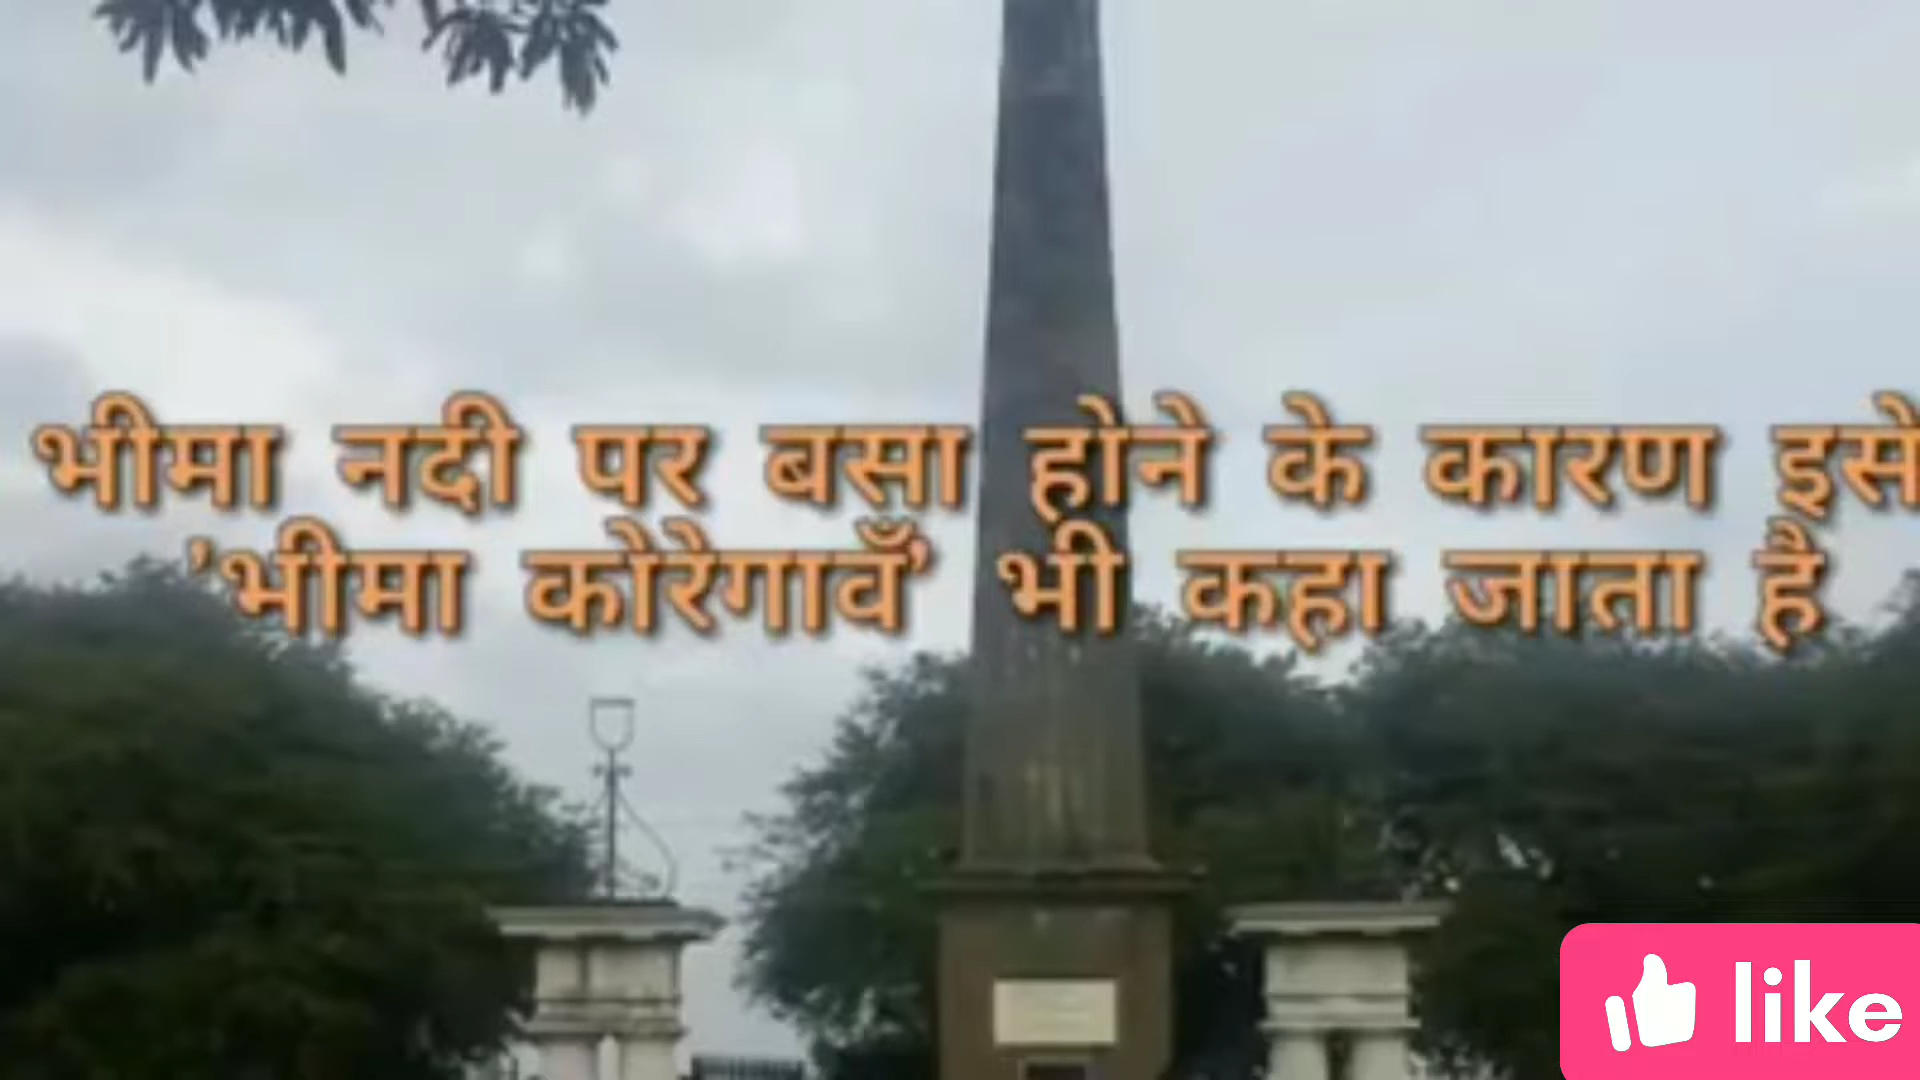 भीमा नदी पर बसा होने के कारण इसे
'भीमा कोरेगावँ' भी कहा जाता है
like